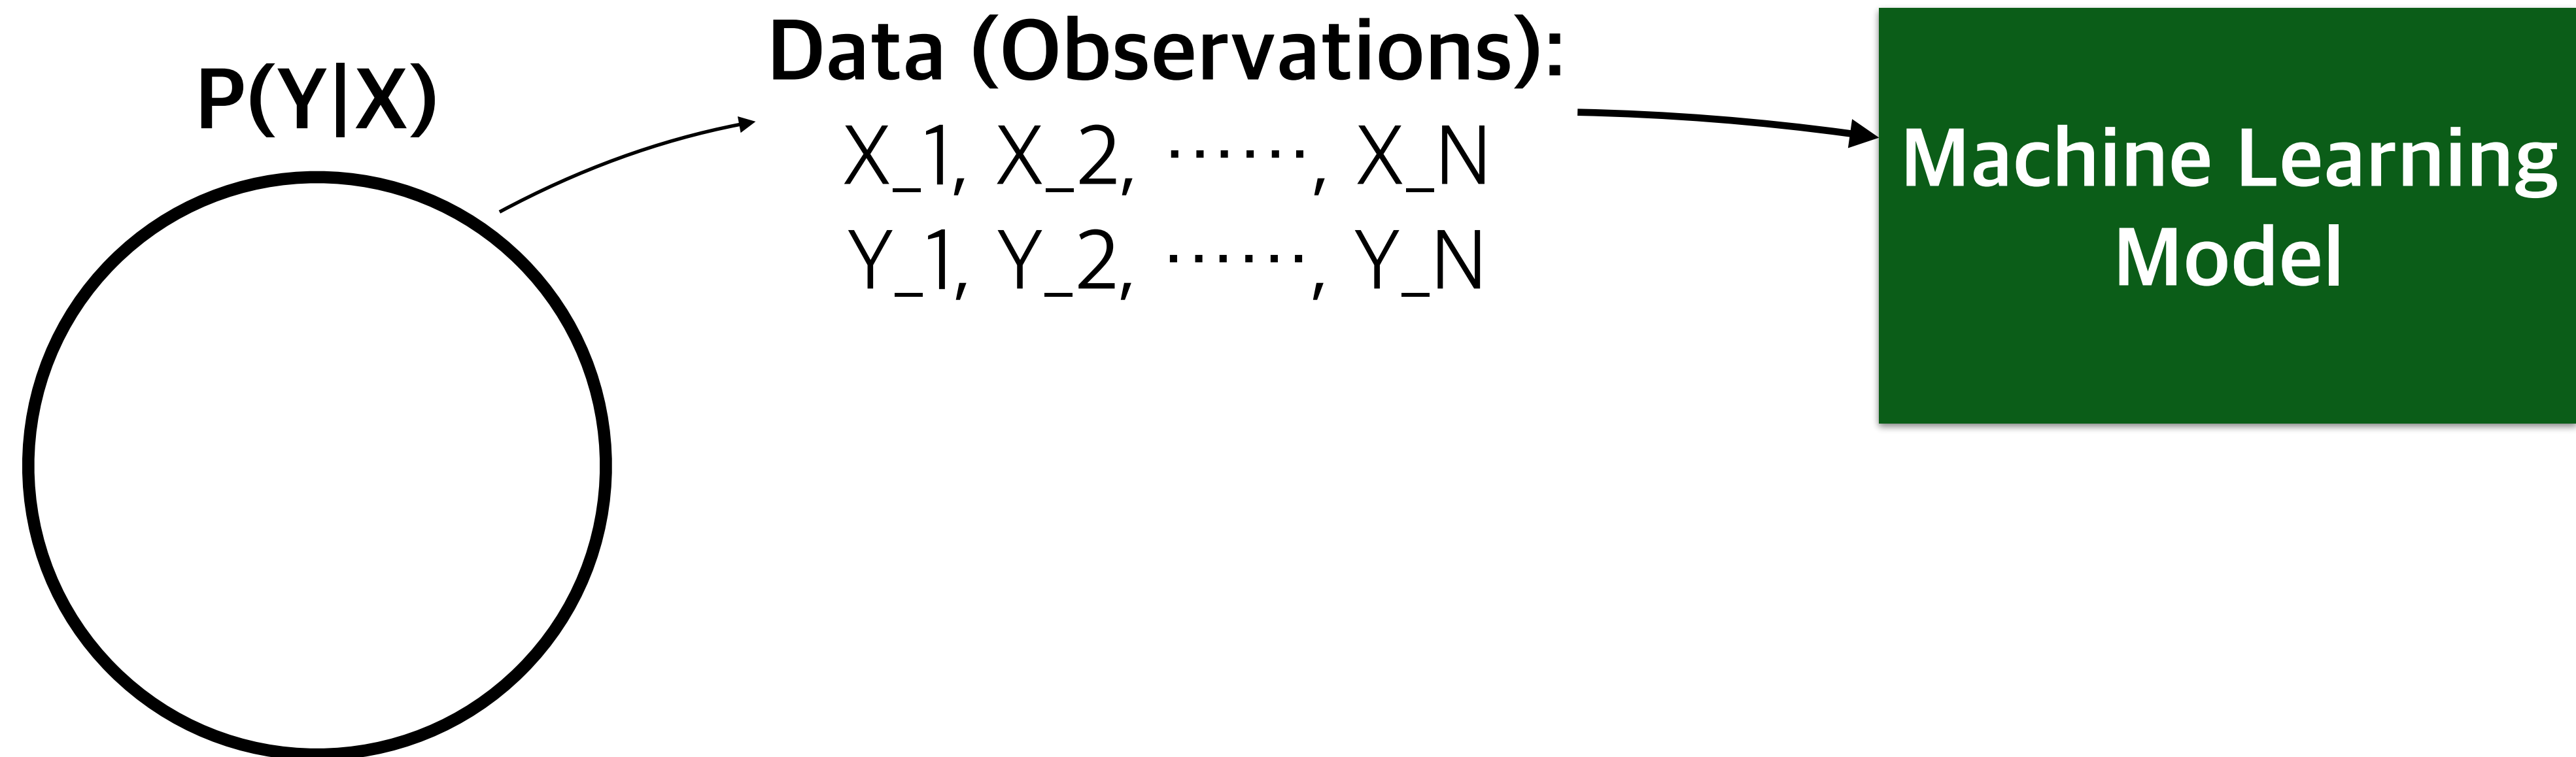 P(Y|X)
Data (Observations):
X_1, X_2, ⋯⋯, X_N
Y_1, Y_2, ⋯⋯, Y_N
Machine Learning
Model